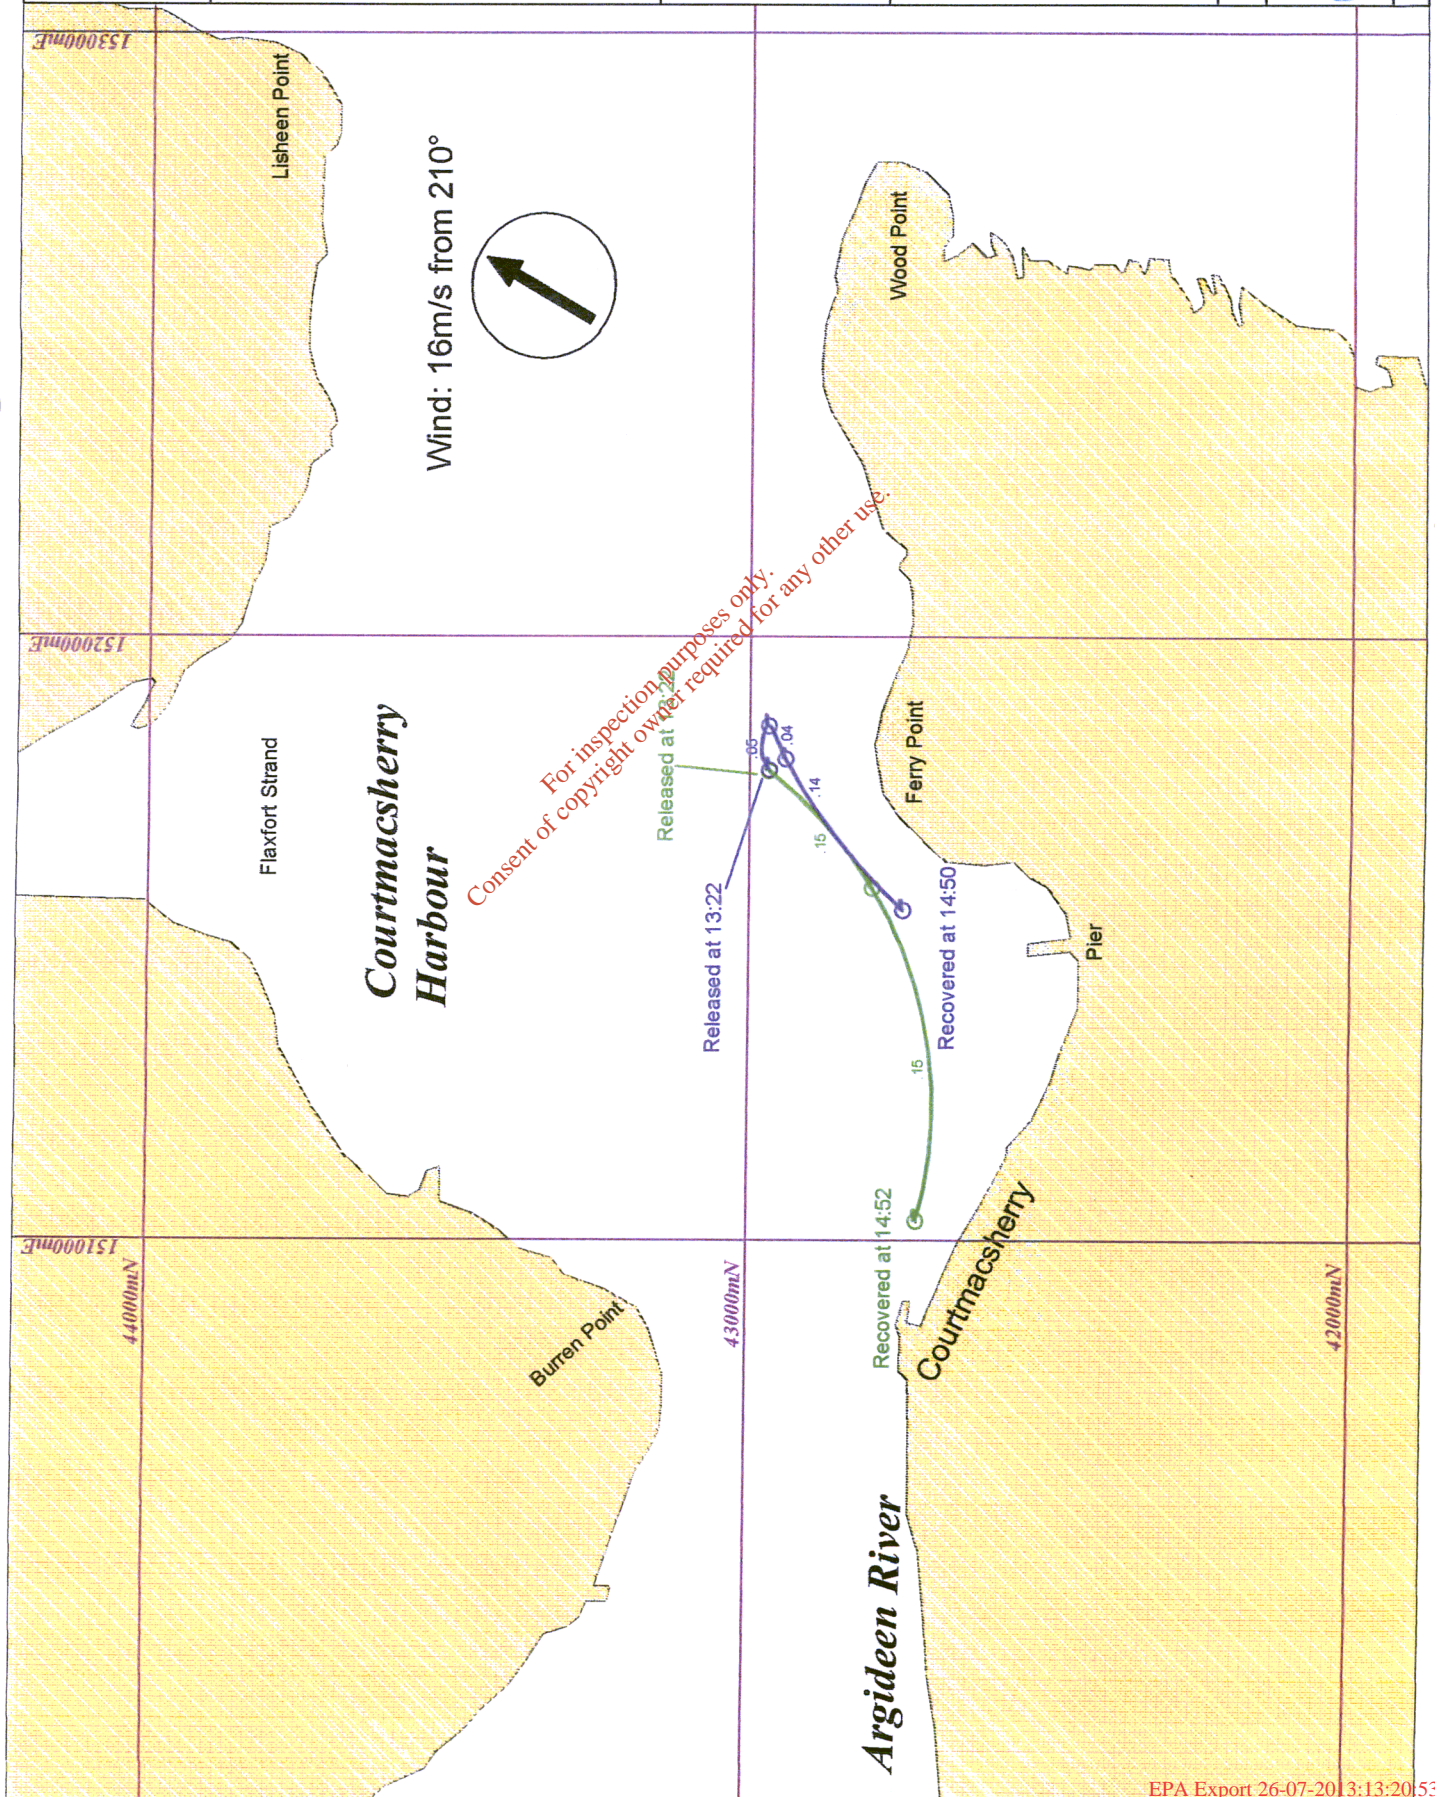 153000mE
Lisheen Point
Wind: 16m/s from 210°
Wood Point
152000mE
Flaxfort Strand
Courtmacsherry
Harbour
For inspection purposes only.
Consent of copyright owner required for any other use.
Released at 13:22
Released at 13:22
.05
.04
.14
.15
Ferry Point
Recovered at 14:50
Pier
.15
Recovered at 14:52
151000mE
44000mN
43000mN
42000mN
Burren Point
Courtmacsherry
Argideen River
EPA Export 26-07-2013:13:20:53